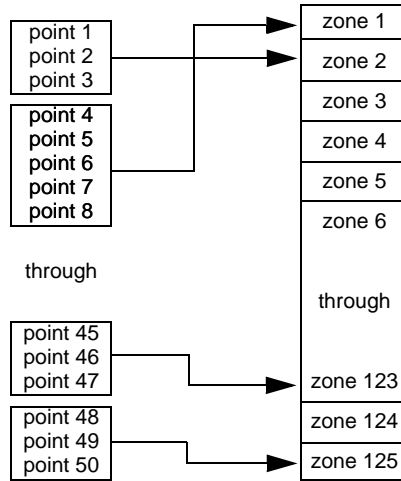 point 1
point 2
point 3
point 4
point 5
point 6
point 7
point 8
through
point 45
point 46
point 47
point 48
point 49
point 50
zone 1
zone 2
zone 3
zone 4
zone 5
zone 6
through
zone 123
zone 124
zone 125